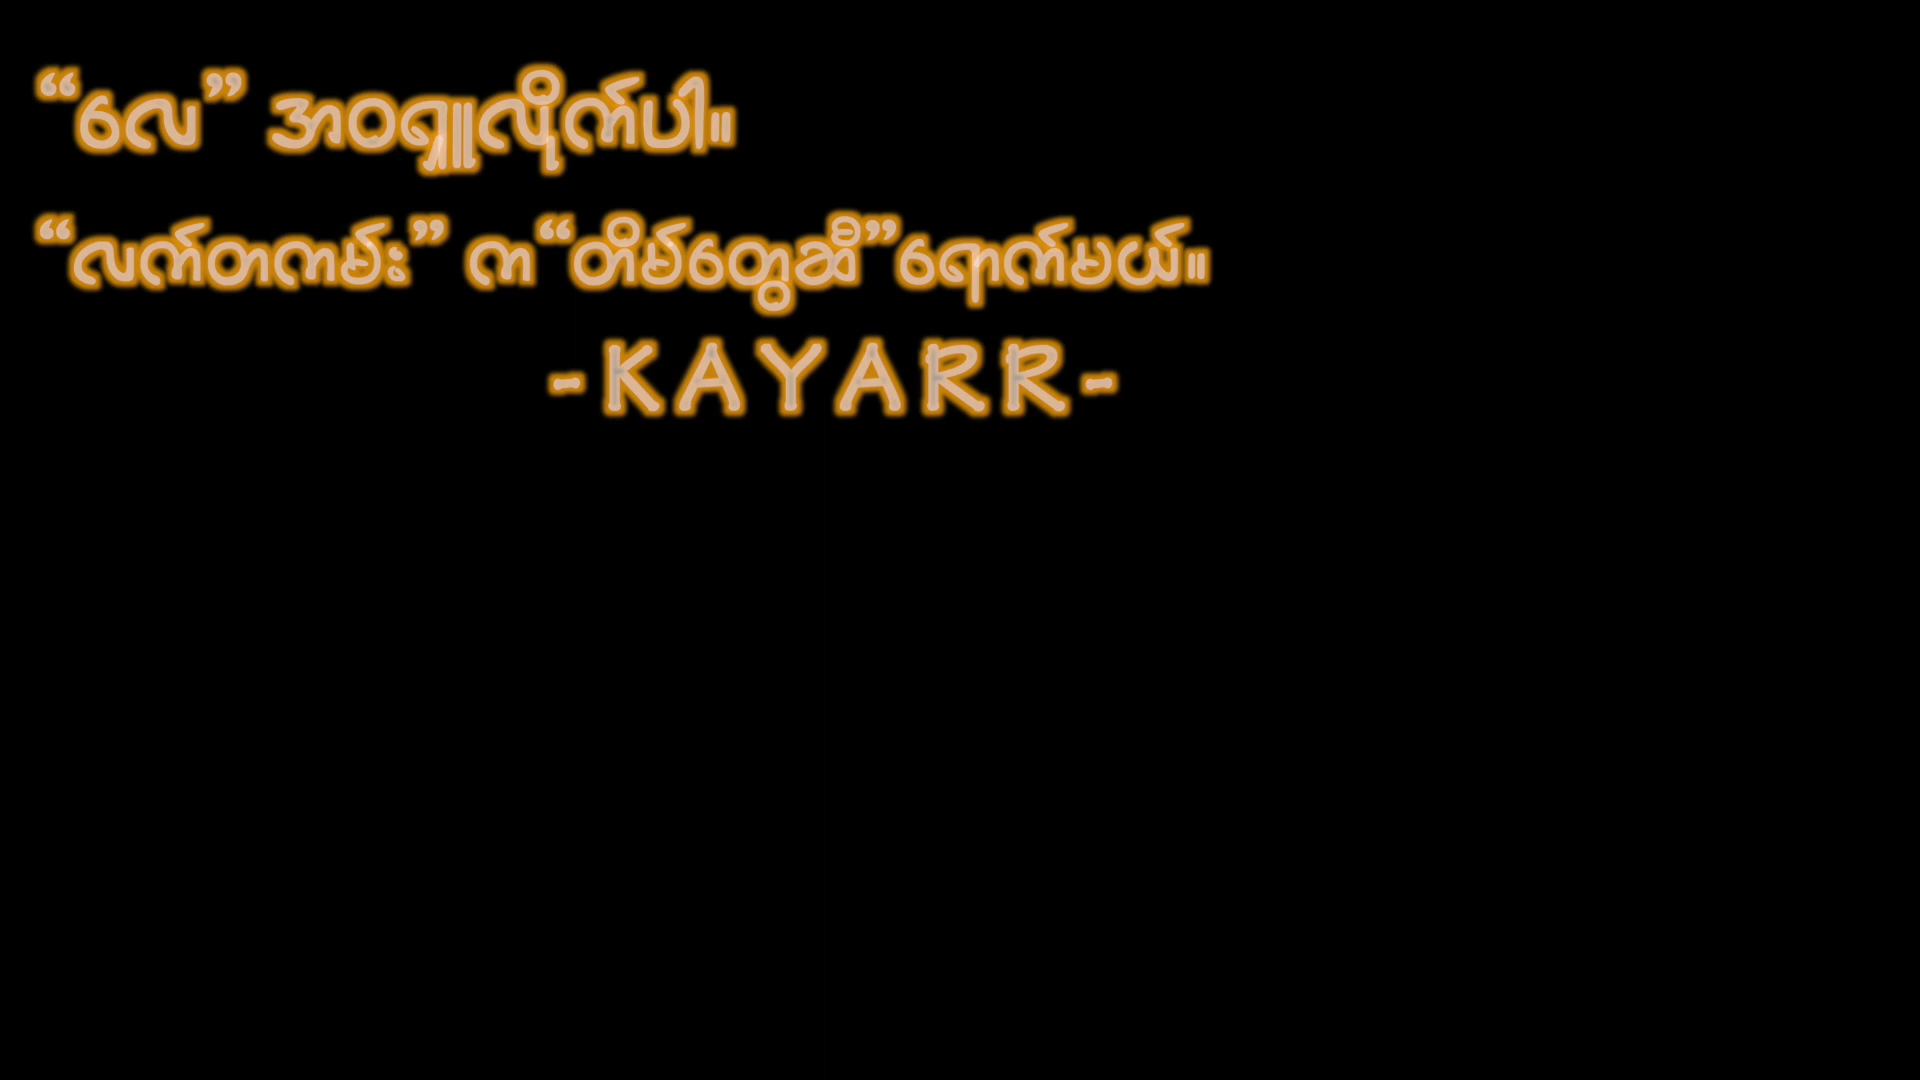 “လေ” အဝရှူလိုက်ပါ။
“လက်တကမ်း” က“တိမ်တွေဆီ”ရောက်မယ်။
-KAYARR-